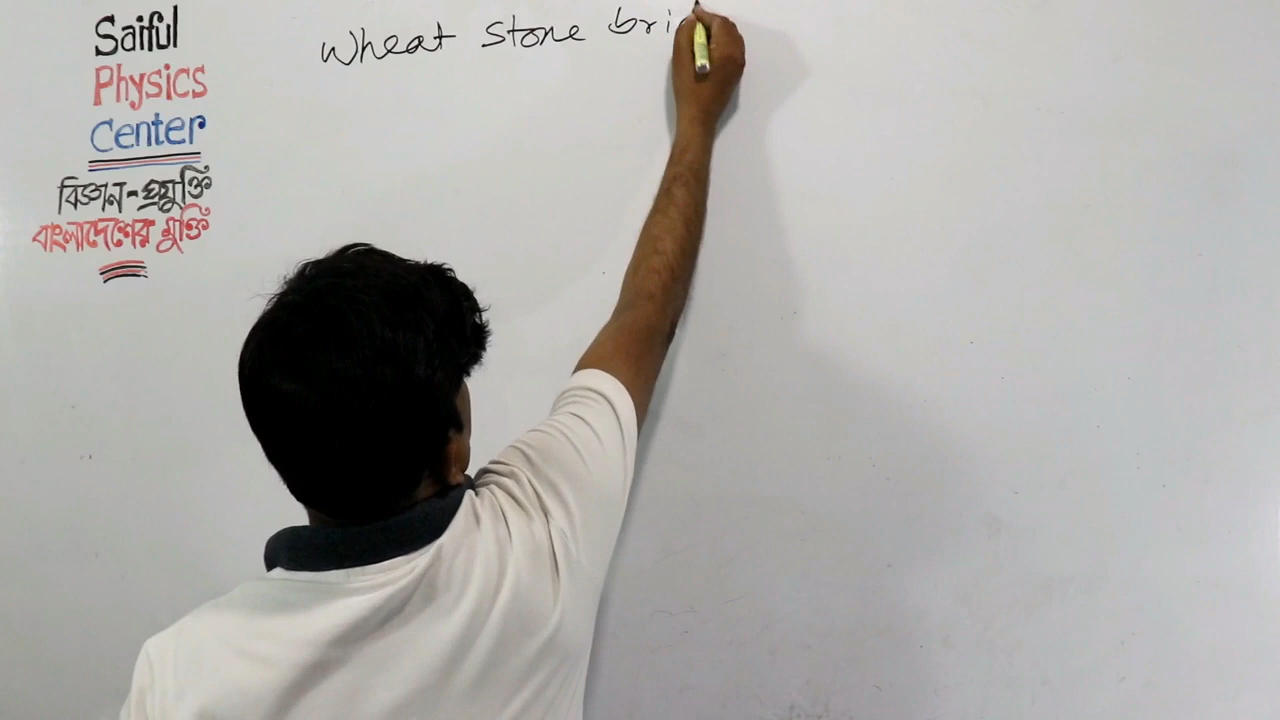 Saiful
Physics
Center
বিজ্ঞান-প্রযুক্তি
বাংলাদেশের মুক্তি
Wheat stone bri